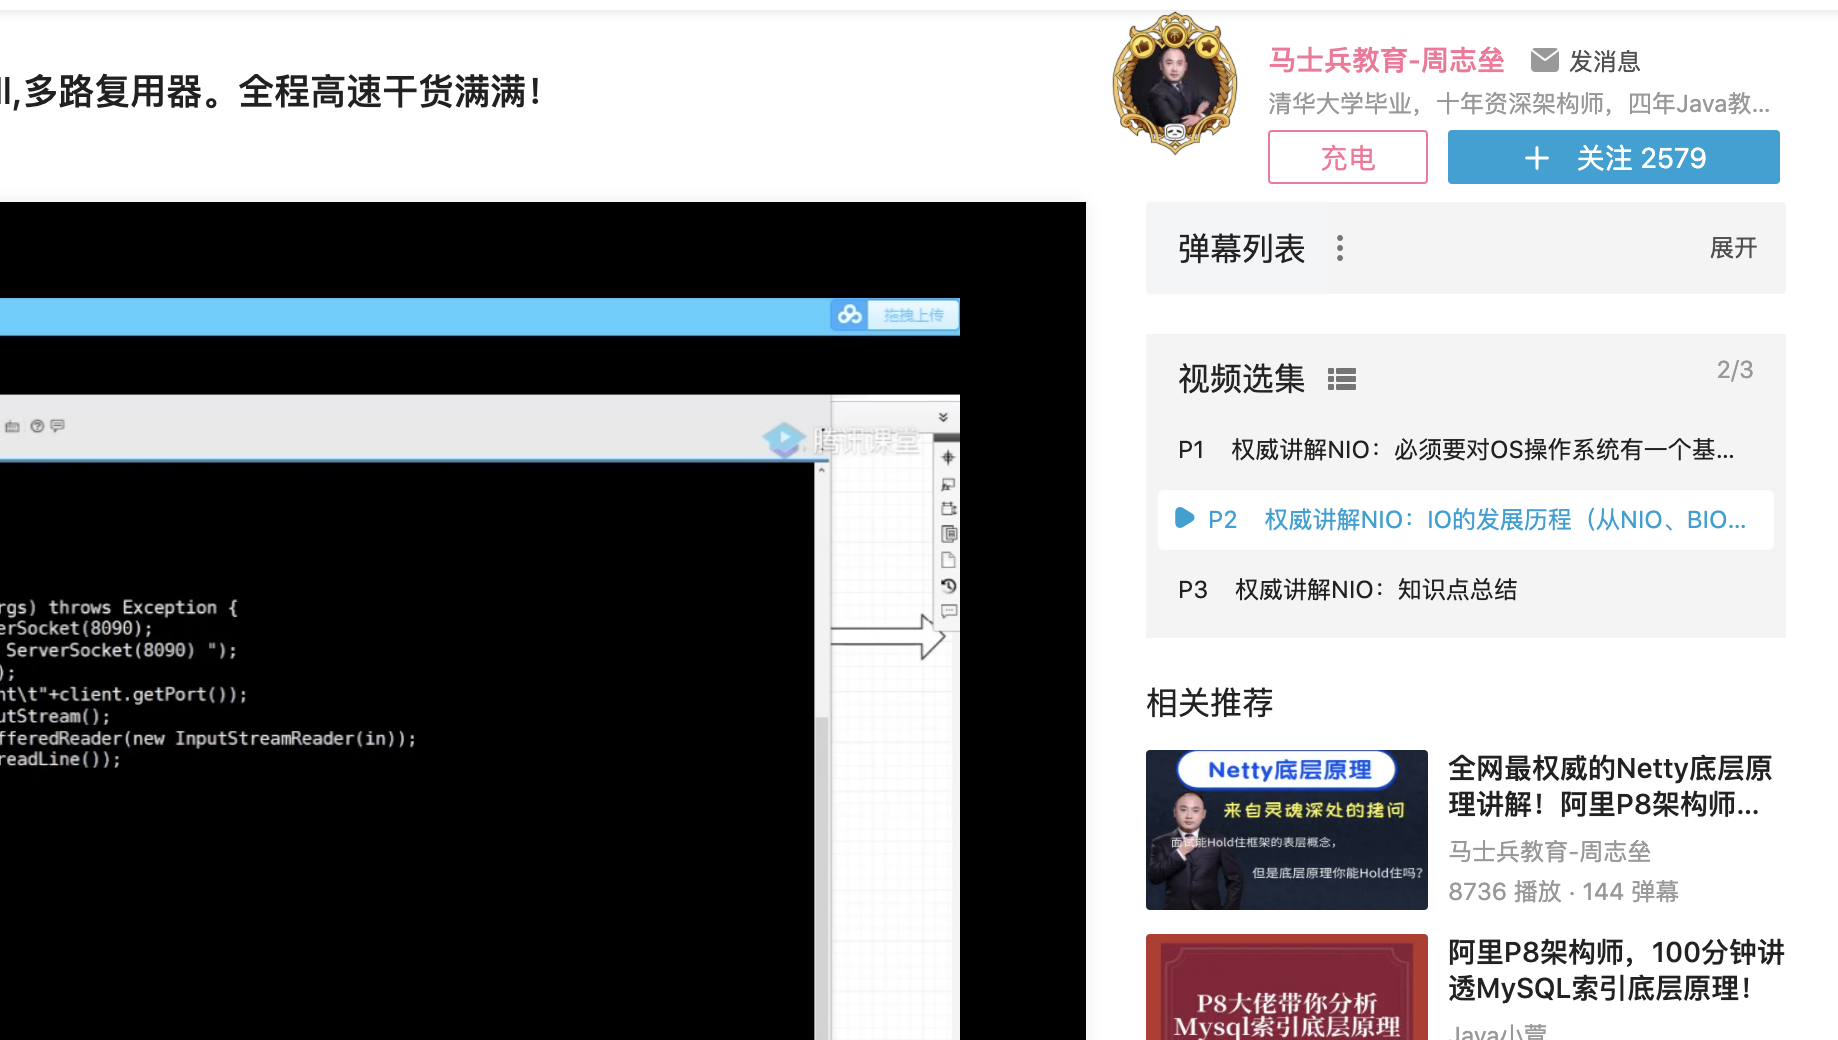 ll,多路复用器。全程高速干货满满！
马士兵教育-周志垒
发消息
清华大学毕业，十年资深架构师，四年Java教...
充电
关注 2579
弹幕列表
展开
拖拽上传
视频选集
2/3
腾讯课堂
P1 权威讲解NIO：必须要对OS操作系统有一个基...
P2 权威讲解NIO：IO的发展历程（从NIO、BIO...
P3 权威讲解NIO：知识点总结
rgs) throws Exception {
erSocket(8090);
ServerSocket(8090) ");
);
nt\t"+client.getPort());
utStream();
fferedReader(new InputStreamReader(in));
readLine());
相关推荐
Netty底层原理
来自灵魂深处的拷问
面试能Hold住框架的表层概念，
但是底层原理你能Hold住吗？
全网最权威的Netty底层原
理讲解！阿里P8架构师...
马士兵教育-周志垒
8736 播放 · 144 弹幕
P8大佬带你分析
Mysql索引底层原理
阿里P8架构师，100分钟讲
透MySQL索引底层原理！
Java小萱